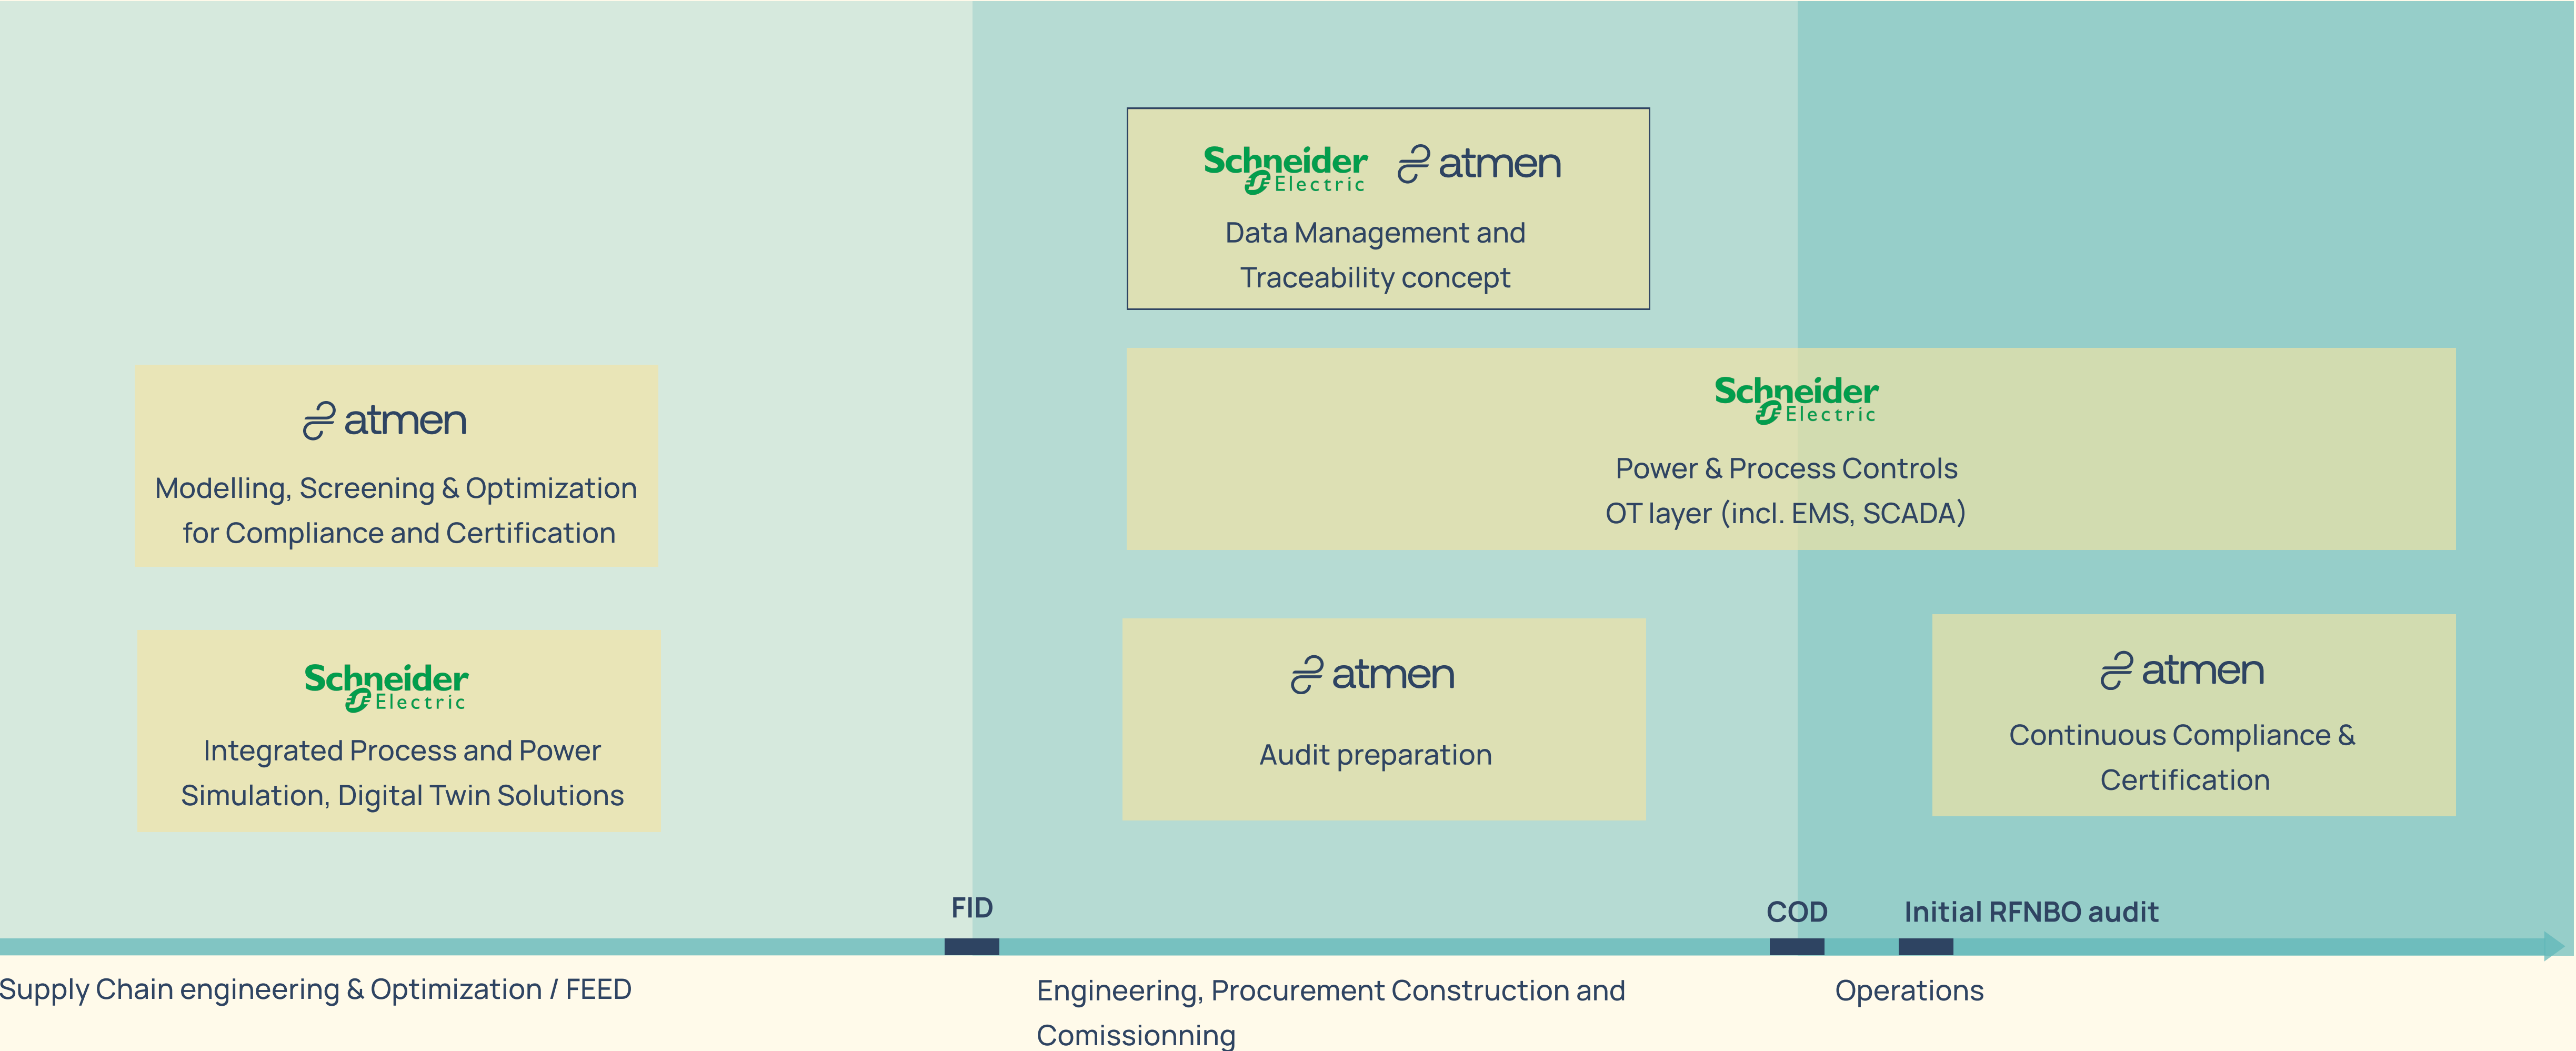 Schneider Electric
atmen
Data Management and
Traceability concept
atmen
Modelling, Screening & Optimization
for Compliance and Certification
Schneider Electric
Power & Process Controls
OT layer (incl. EMS, SCADA)
Schneider Electric
Integrated Process and Power
Simulation, Digital Twin Solutions
atmen
Audit preparation
atmen
Continuous Compliance &
Certification
FID
COD
Initial RFNBO audit
Supply Chain engineering & Optimization / FEED
Engineering, Procurement Construction and
Comissionning
Operations